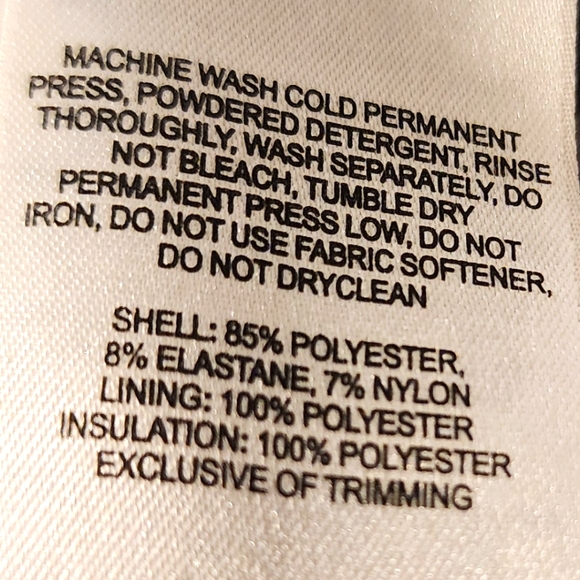 MACHINE WASH COLD PERMANENT
PRESS, POWDERED DETERGENT, RINSE
THOROUGHLY, WASH SEPARATELY, DO
NOT BLEACH, TUMBLE DRY
PERMANENT PRESS LOW, DO NOT
IRON, DO NOT USE FABRIC SOFTENER,
DO NOT DRYCLEAN
SHELL: 85% POLYESTER,
8% ELASTANE, 7% NYLON
LINING: 100% POLYESTER
INSULATION: 100% POLYESTER
EXCLUSIVE OF TRIMMING